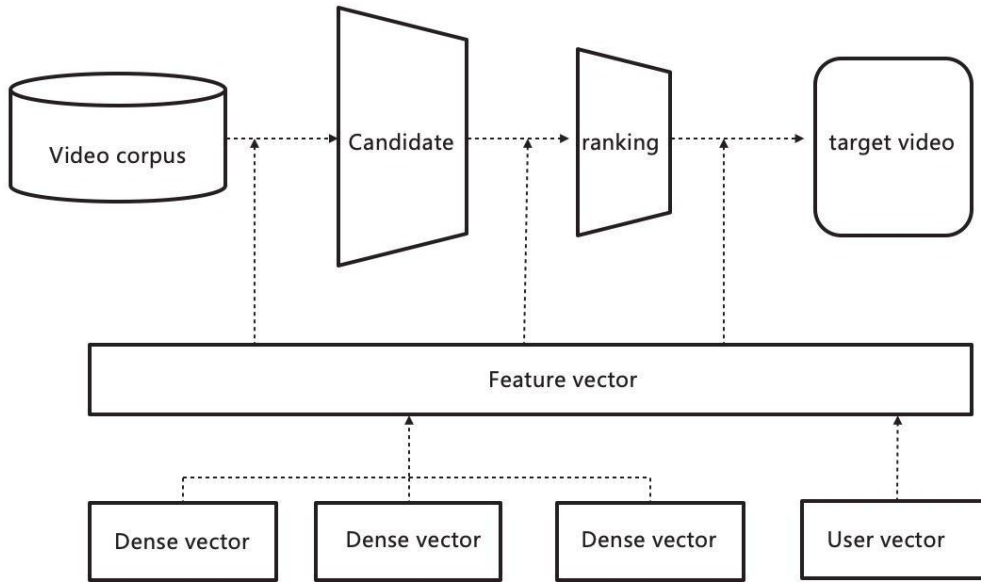 Video corpus
Candidate
ranking
target video
Feature vector
Dense vector
Dense vector
Dense vector
User vector